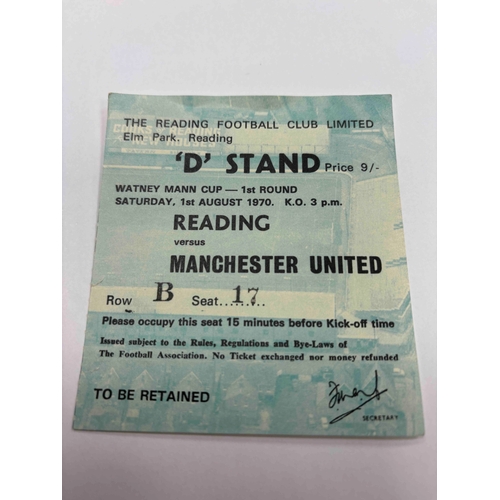 THE READING FOOTBALL CLUB LIMITED
Elm Park, Reading
'D' STAND Price 9/-
WATNEY MANN CUP — 1st ROUND
SATURDAY, 1st AUGUST 1970. K.O. 3 p.m.
READING
versus
MANCHESTER UNITED
Row B Seat 17
Please occupy this seat 15 minutes before Kick-off time
Issued subject to the Rules, Regulations and Bye-Laws of
The Football Association. No Ticket exchanged nor money refunded
TO BE RETAINED
SECRETARY